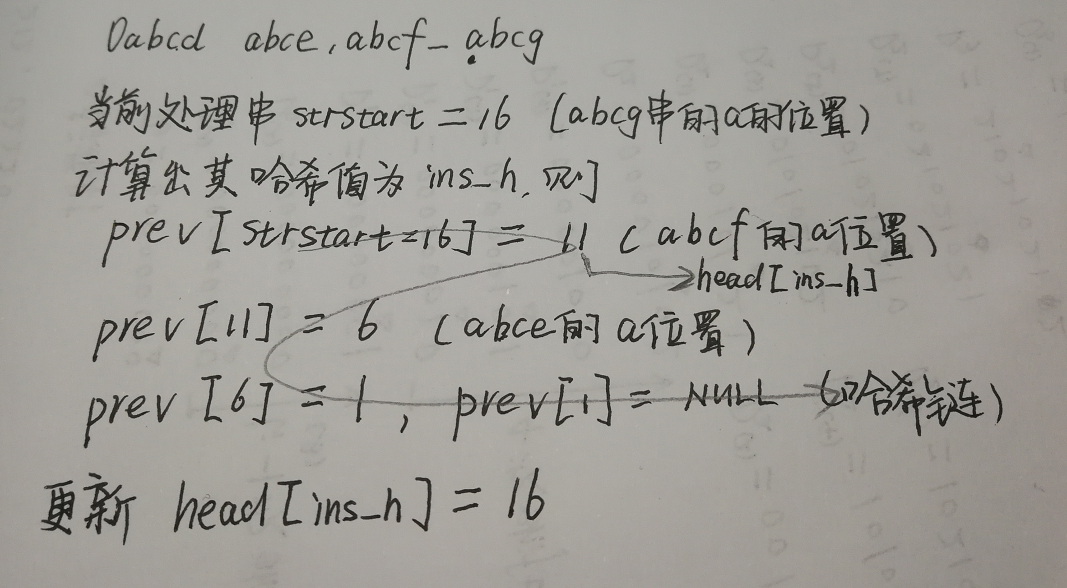 0abcd abce,abcf_abcg
当前处理串 strstart = 16 (abcg串的a的位置)
计算出其哈希值为 ins_h, 则
prev[strstart=16] = 11 (abcf的a位置)
head[ins_h]
prev[11] = 6 (abce的a位置)
prev[6] = 1, prev[1] = NULL (哈希链)
更新 head[ins_h] = 16